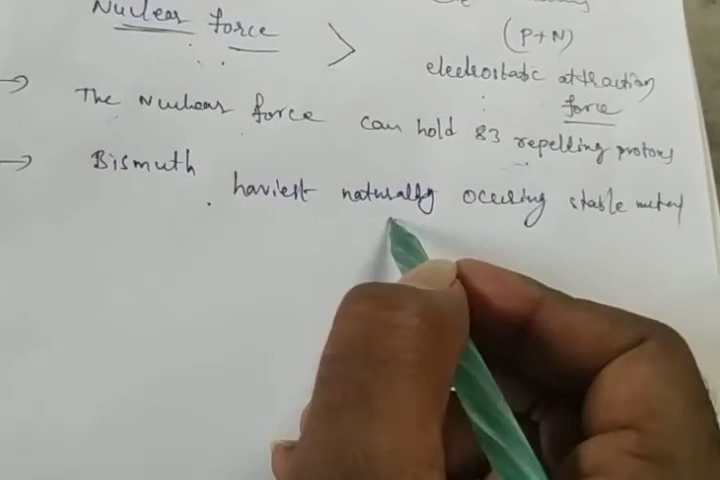 Nuclear force >
(P+N)
electrostatic attraction
force
→ The Nuclear force can hold 83 repelling protons
→ Bismuth
. haviest naturally occuring stable metal